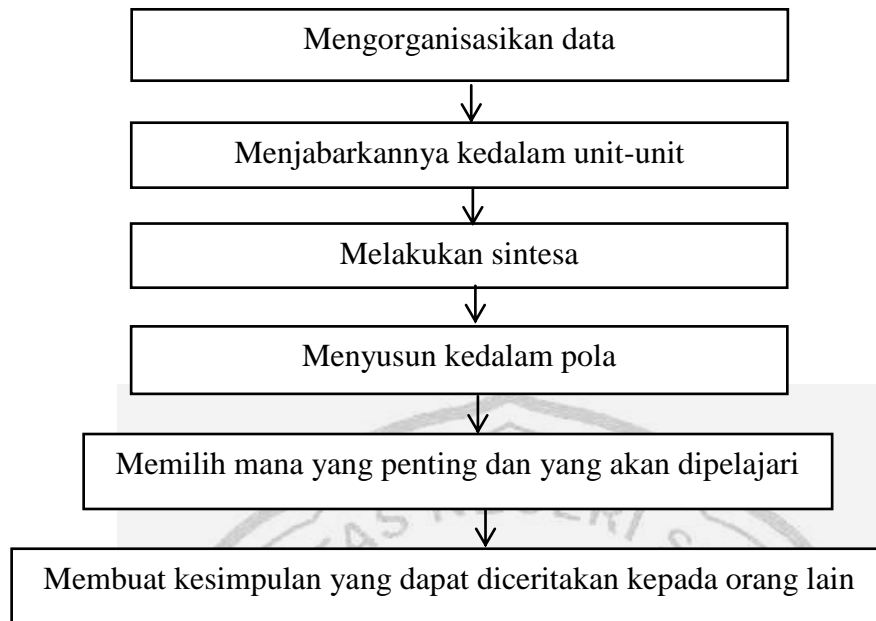 Mengorganisasikan data
Menjabarkannya kedalam unit-unit
Melakukan sintesa
Menyusun kedalam pola
Memilih mana yang penting dan yang akan dipelajari
NEGERI
Membuat kesimpulan yang dapat diceritakan kepada orang lain